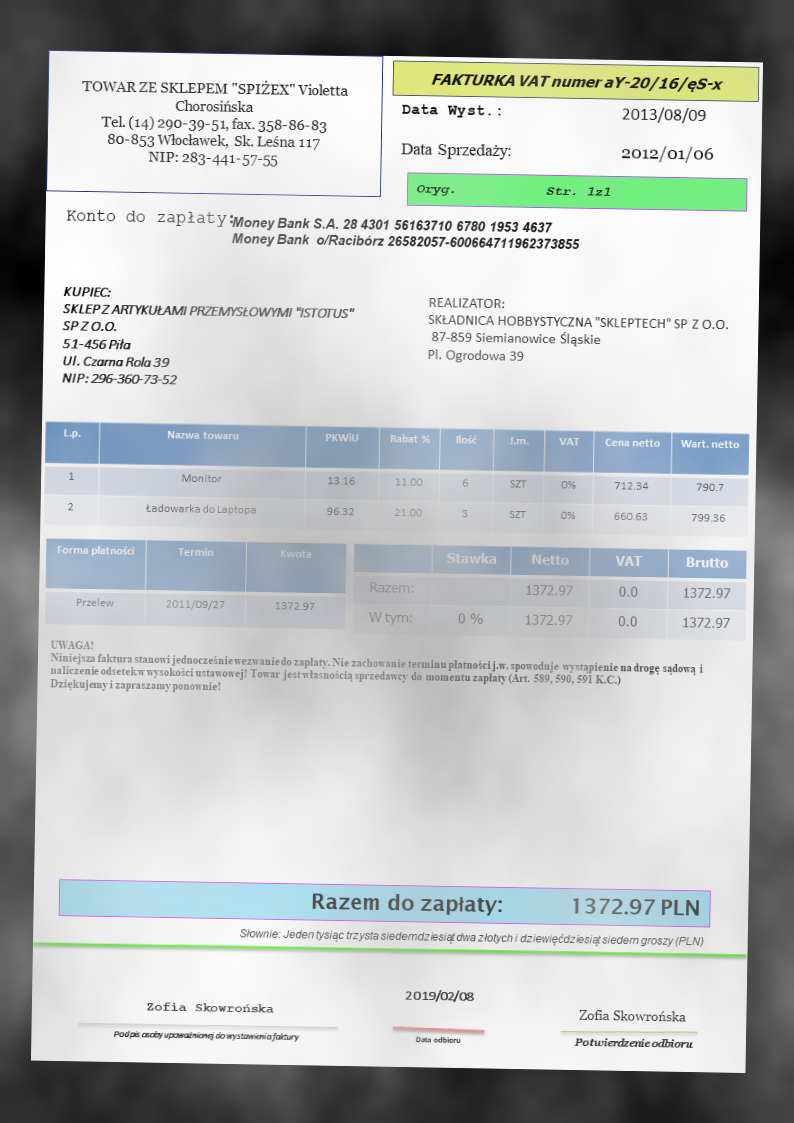 TOWAR ZE SKLEPEM "SPIŻEX" Violetta
Chorosińska
Tel. (14) 290-39-51, fax. 358-86-83
80-853 Włocławek, Sk. Leśna 117
NIP: 283-441-57-55
FAKTURKA VAT numer aY-20/16/ęS-x
Data Wyst.: 2013/08/09
Data Sprzedaży: 2012/01/06
Oryg. Str. 1z1
Konto do zapłaty: Money Bank S.A. 28 4301 56163710 6780 1953 4637
Money Bank o/Racibórz 26582057-600664711962373855
KUPIEC:
SKLEP Z ARTYKUŁAMI PRZEMYSŁOWYMI "ISTOTUS"
SP Z O.O.
51-456 Piła
Ul. Czarna Rola 39
NIP: 296-360-73-52
REALIZATOR:
SKŁADNICA HOBBYSTYCZNA "SKLEPTECH" SP Z O.O.
87-859 Siemianowice Śląskie
Pl. Ogrodowa 39
L.p. Nazwa towaru PKWiU Rabat % Ilość J.m. VAT Cena netto Wart. netto
1 Monitor 13.16 11.00 6 SZT 0% 712.34 790.7
2 Ładowarka do Laptopa 96.32 21.00 3 SZT 0% 660.63 799.36
Forma płatności Termin Kwota
Przelew 2011/09/27 1372.97
Stawka Netto VAT Brutto
Razem: 1372.97 0.0 1372.97
W tym: 0 % 1372.97 0.0 1372.97
UWAGA!
Niniejsza faktura stanowi jednocześnie wezwanie do zapłaty. Nie zachowanie terminu płatności j.w. spowoduje wystąpienie na drogę sądową i
naliczenie odsetek w wysokości ustawowej! Towar jest własnością sprzedawcy do momentu zapłaty (Art. 589, 590, 591 K.C.)
Dziękujemy i zapraszamy ponownie!
Razem do zapłaty: 1372.97 PLN
Słownie: Jeden tysiąc trzysta siedemdziesiąt dwa złotych i dziewięćdziesiąt siedem groszy (PLN)
Zofia Skowrońska
Podpis osoby upoważnionej do wystawienia faktury
2019/02/08
Data odbioru
Zofia Skowrońska
Potwierdzenie odbioru